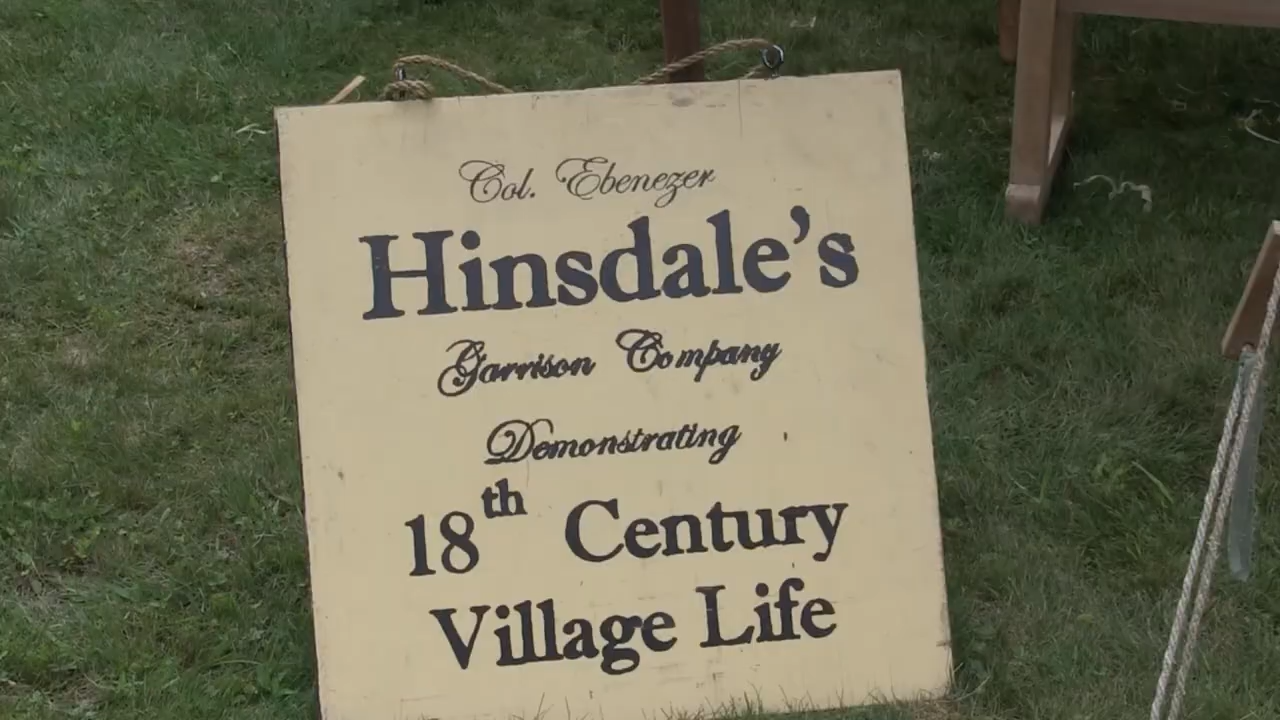 Col. Ebenezer
Hinsdale's
Garrison Company
Demonstrating
18th Century
Village Life